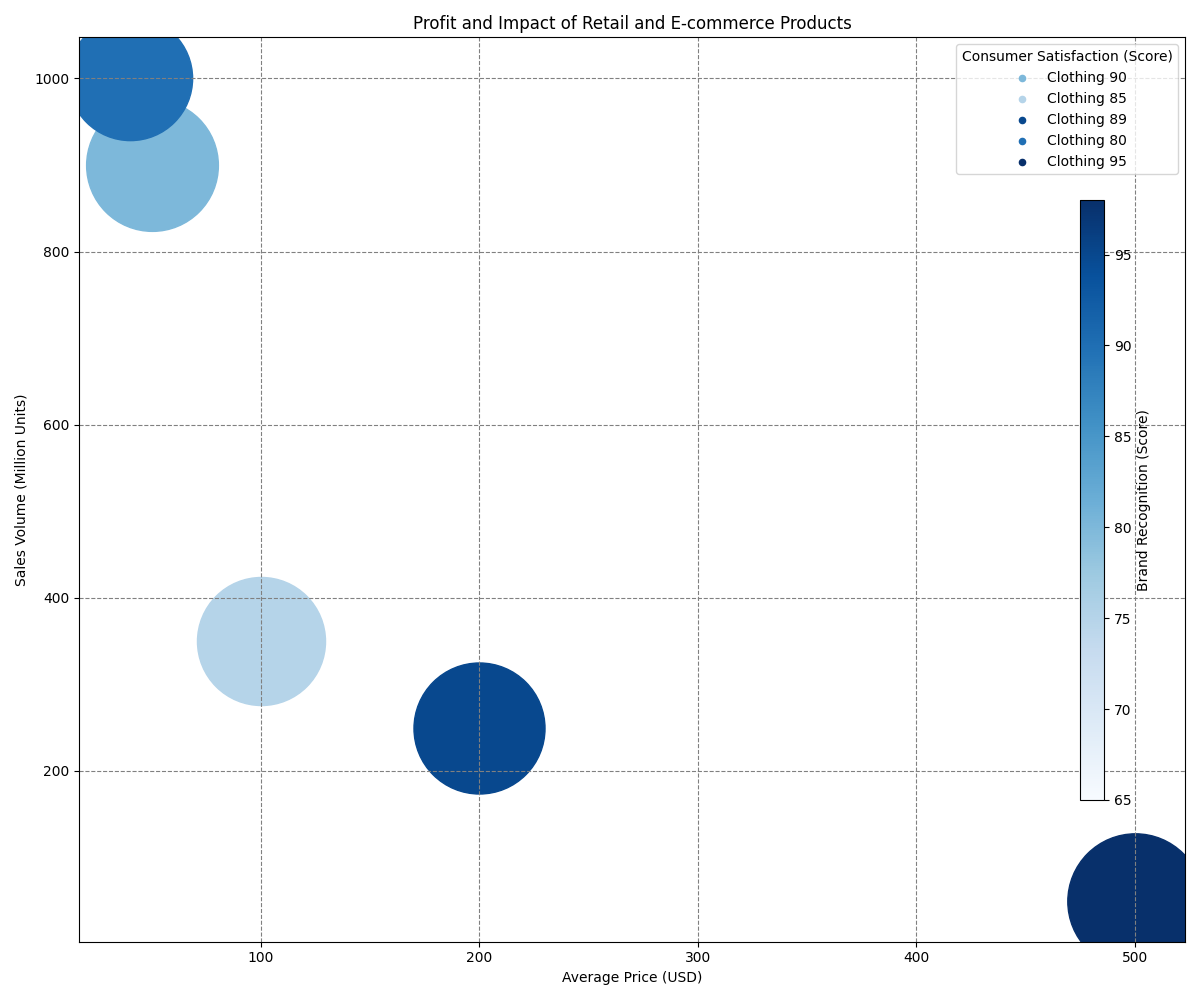 Profit and Impact of Retail and E-commerce Products
Sales Volume (Million Units)
1000
800
600
400
200
100
200
300
400
500
Average Price (USD)
Consumer Satisfaction (Score)
Clothing 90
Clothing 85
Clothing 89
Clothing 80
Clothing 95
95
90
85
80
75
70
65
Brand Recognition (Score)